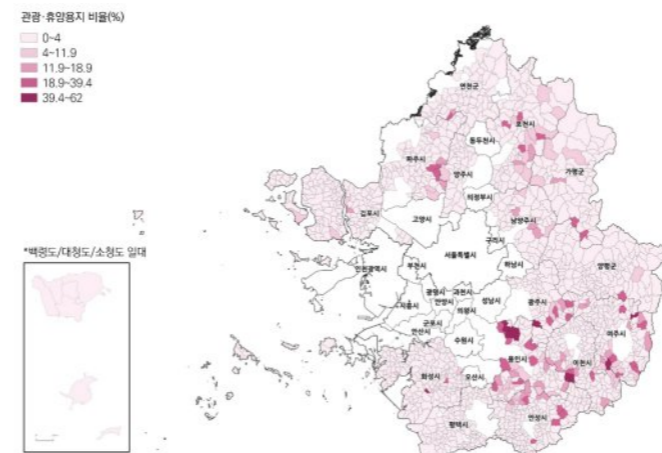 관광·휴양용지 비율(%)
0~4
4~11.9
11.9~18.9
18.9~39.4
39.4~62
연천군
포천시
동두천시
파주시
양주시
가평군
의정부시
김포시
고양시
남양주시
구리시
서울특별시
*백령도/대청도/소청도 일대
인천광역시
부천시
하남시
양평군
광명시
과천시
시흥시
안양시
성남시
광주시
의왕시
군포시
안산시
수원시
여주시
용인시
이천시
화성시
오산시
평택시
안성시